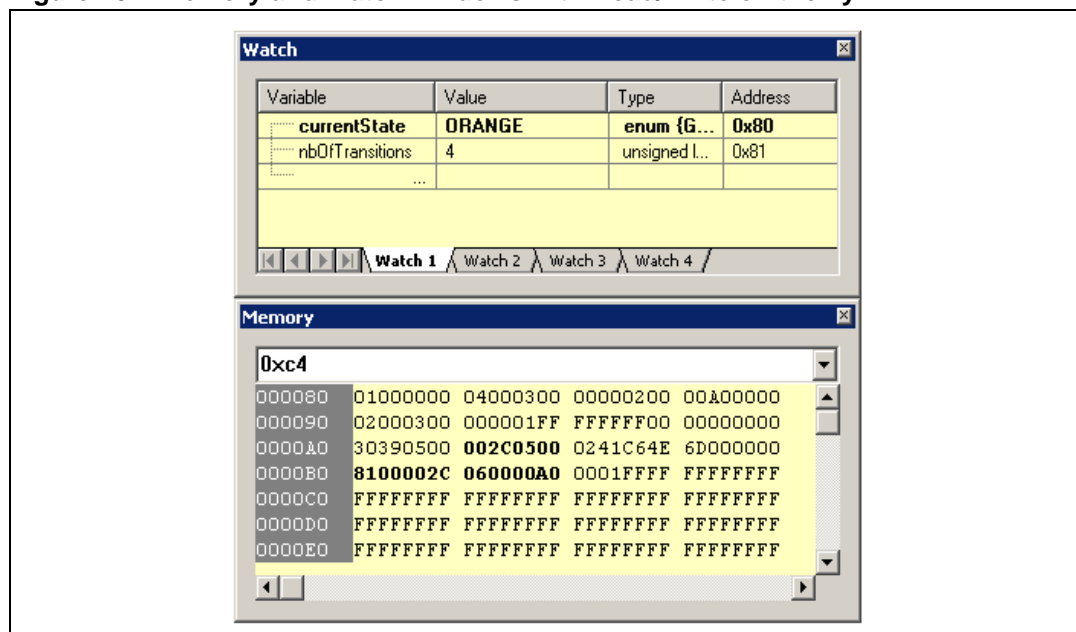 Watch
Variable Value Type Address
currentState ORANGE enum {G... 0x80
nbOfTransitions 4 unsigned l... 0x81
...
Watch 1 Watch 2 Watch 3 Watch 4
Memory
0xc4
000080 01000000 04000300 00000200 00A00000
000090 02000300 000001FF FFFFFF00 00000000
0000A0 30390500 002C0500 0241C64E 6D000000
0000B0 8100002C 060000A0 0001FFFF FFFFFFFF
0000C0 FFFFFFFF FFFFFFFF FFFFFFFF FFFFFFFF
0000D0 FFFFFFFF FFFFFFFF FFFFFFFF FFFFFFFF
0000E0 FFFFFFFF FFFFFFFF FFFFFFFF FFFFFFFF